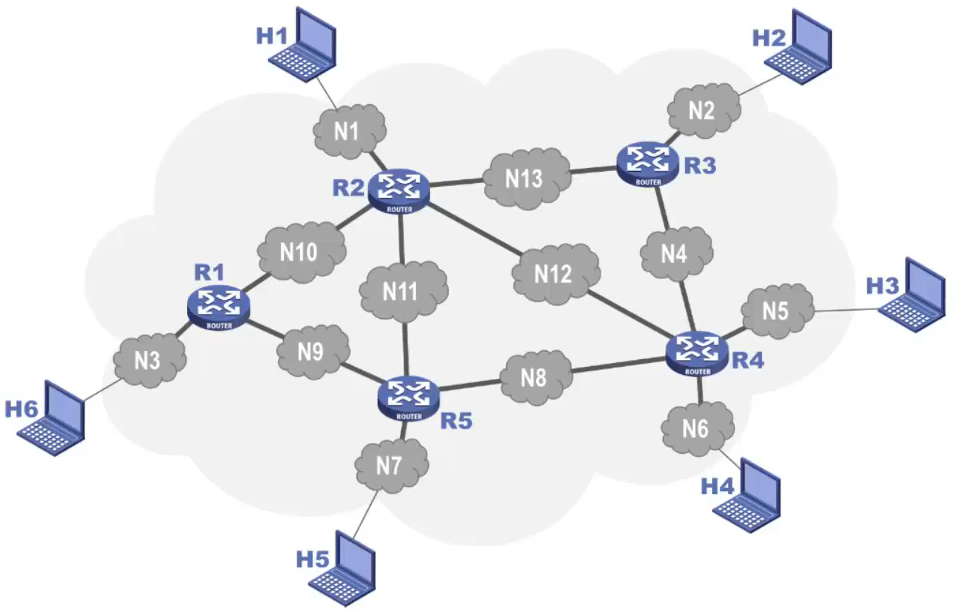 H1
H2
N1
N2
R2
ROUTER
N13
R3
ROUTER
N10
N4
R1
ROUTER
N11
N12
H3
N5
N3
N9
N8
R4
ROUTER
H6
R5
ROUTER
N6
N7
H4
H5